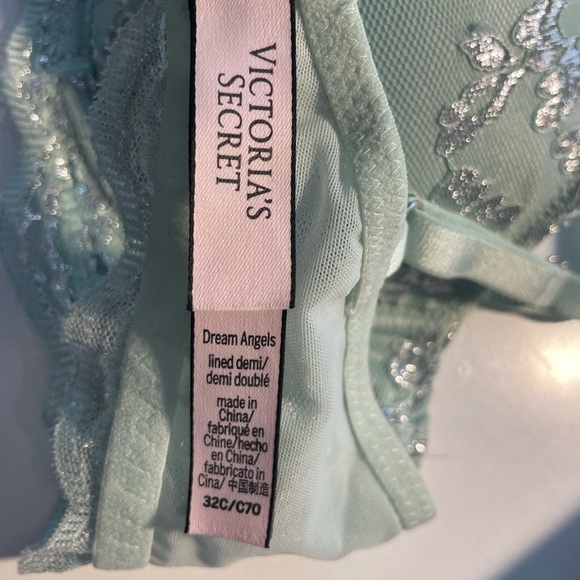 VICTORIA'S
SECRET
Dream Angels
lined demi/
demi doublé
made in
China/
fabriqué en
Chine/hecho
en China/
fabbricato in
Cina/ 中国制造
32C/C70